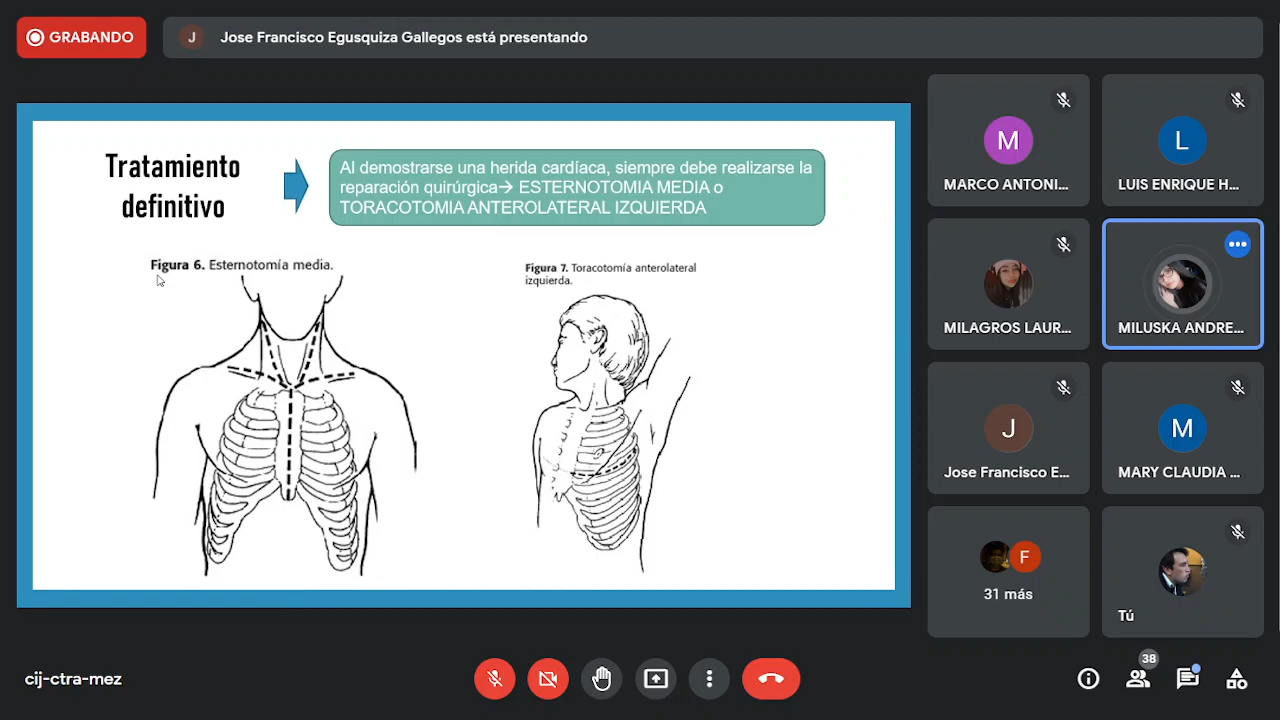 GRABANDO
J
Jose Francisco Egusquiza Gallegos está presentando
Tratamiento
definitivo
Al demostrarse una herida cardíaca, siempre debe realizarse la
reparación quirúrgica→ ESTERNOTOMIA MEDIA o
TORACOTOMIA ANTEROLATERAL IZQUIERDA
Figura 6. Esternotomía media.
Figura 7. Toracotomía anterolateral
izquierda.
M
MARCO ANTONI...
L
LUIS ENRIQUE H...
MILAGROS LAUR...
MILUSKA ANDRE...
J
Jose Francisco E...
M
MARY CLAUDIA ...
F
31 más
Tú
cij-ctra-mez
38